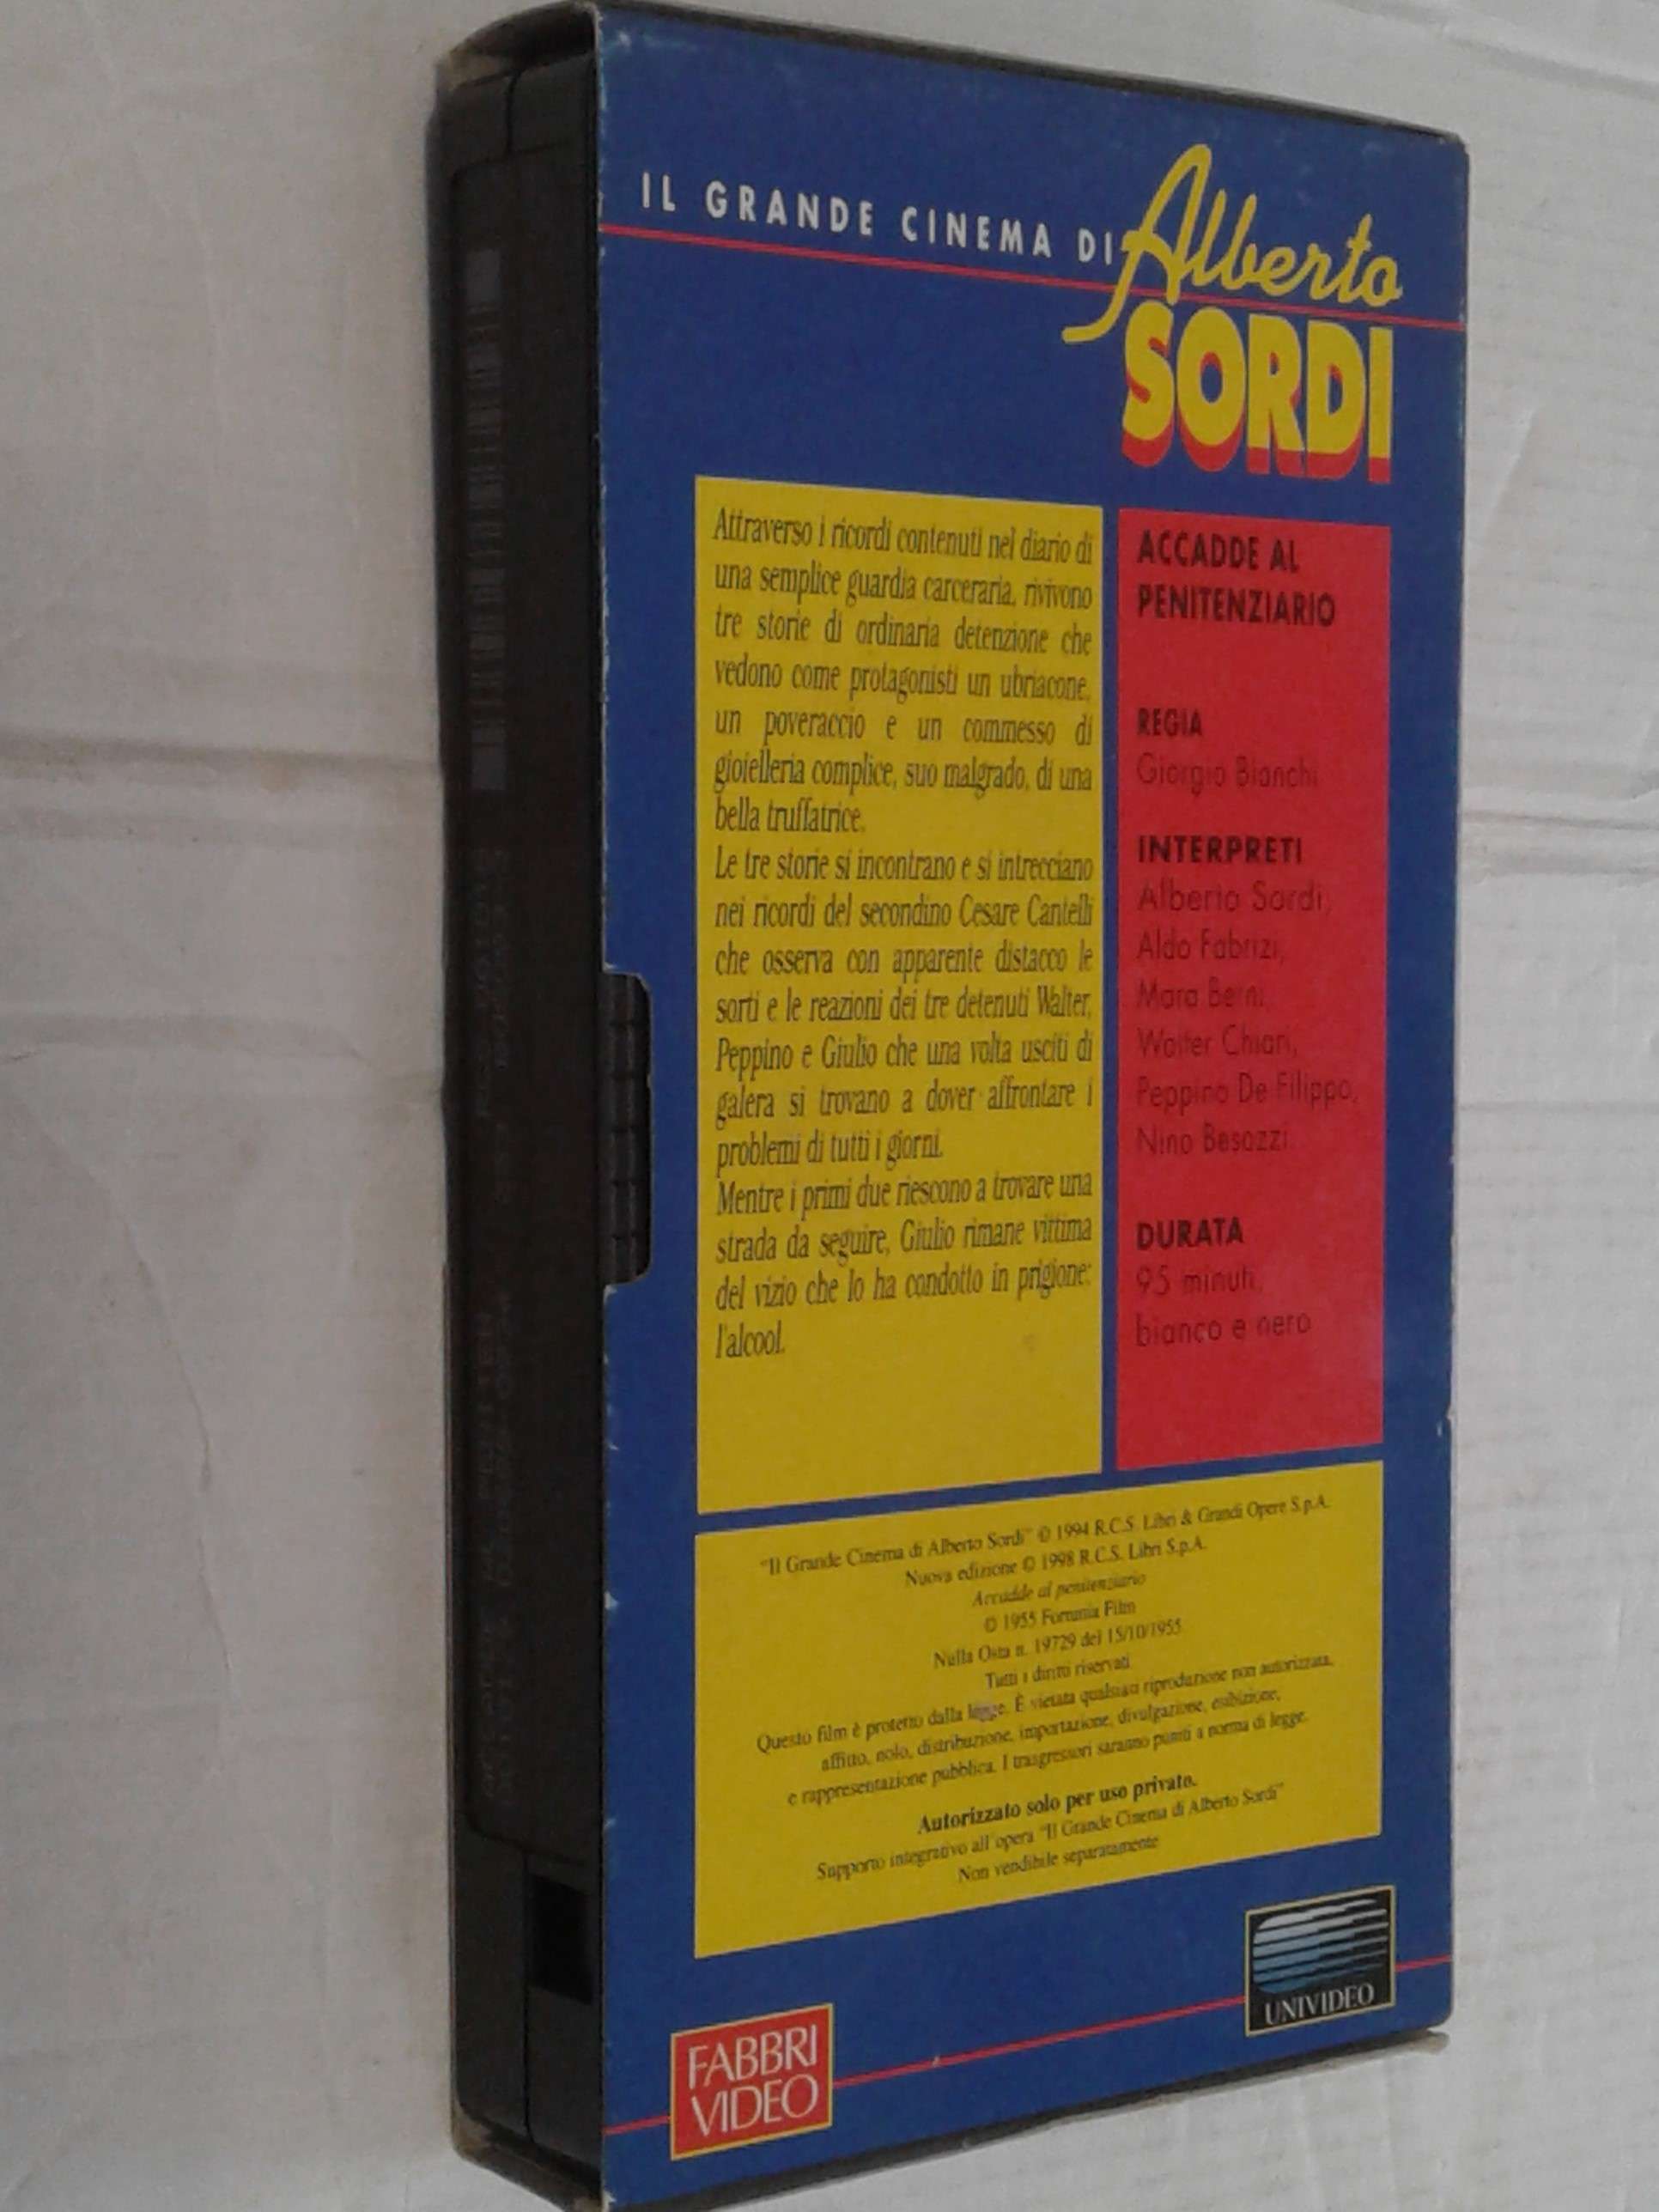 IL GRANDE CINEMA DI Alberto
SORDI
Attraverso i ricordi contenuti nel diario di
una semplice guardia carceraria, rivivono
tre storie di ordinaria detenzione che
vedono come protagonisti un ubriacone,
un poveraccio e un commesso di
gioielleria complice, suo malgrado, di una
bella truffatrice.
Le tre storie si incontrano e si intrecciano
nei ricordi del secondino Cesare Cantelli
che osserva con apparente distacco le
sorti e le reazioni dei tre detenuti Walter,
Peppino e Giulio che una volta usciti di
galera si trovano a dover affrontare i
problemi di tutti i giorni.
Mentre i primi due riescono a trovare una
strada da seguire, Giulio rimane vittima
del vizio che lo ha condotto in prigione:
l'alcool.
ACCADDE AL
PENITENZIARIO
REGIA
Giorgio Bianchi
INTERPRETI
Alberto Sordi,
Aldo Fabrizi,
Mara Berni,
Walter Chiari,
Peppino De Filippo,
Nino Besozzi
DURATA
95 minuti,
bianco e nero
"Il Grande Cinema di Alberto Sordi" © 1994 R.C.S. Libri & Grandi Opere S.p.A.
Nuova edizione © 1998 R.C.S. Libri S.p.A.
Accadde al penitenziario
© 1955 Fortunia Film
Nulla Osta n. 19729 del 15/10/1955
Tutti i diritti riservati
Questo film è protetto dalla legge. È vietata qualsiasi riproduzione non autorizzata,
affitto, nolo, distribuzione, importazione, divulgazione, esibizione,
e rappresentazione pubblica. I trasgressori saranno puniti a norma di legge.
Autorizzato solo per uso privato.
Supporto integrativo all'opera "Il Grande Cinema di Alberto Sordi"
Non vendibile separatamente
UNIVIDEO
FABBRI
VIDEO